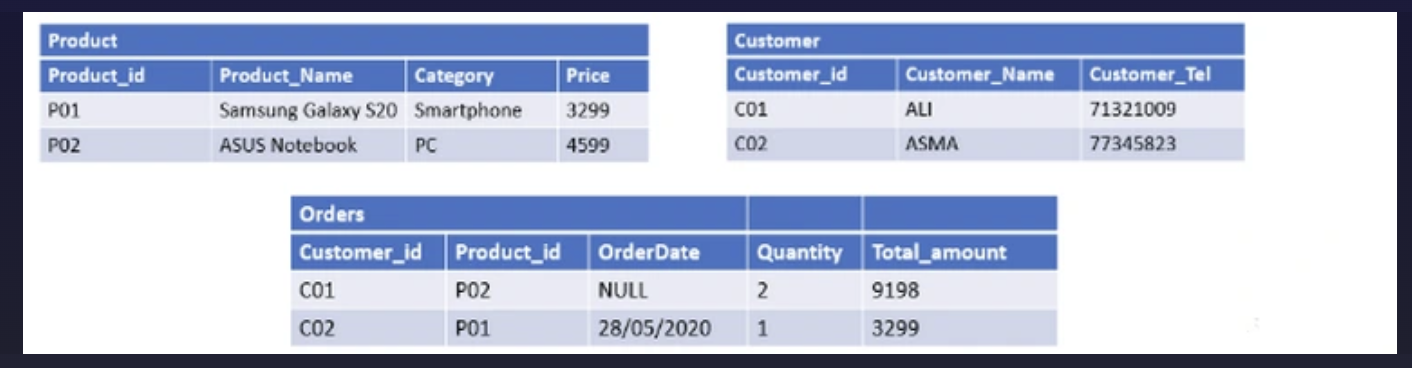 Product
Product_id Product_Name Category Price
P01 Samsung Galaxy S20 Smartphone 3299
P02 ASUS Notebook PC 4599
Customer
Customer_id Customer_Name Customer_Tel
C01 ALI 71321009
C02 ASMA 77345823
Orders
Customer_id Product_id OrderDate Quantity Total_amount
C01 P02 NULL 2 9198
C02 P01 28/05/2020 1 3299